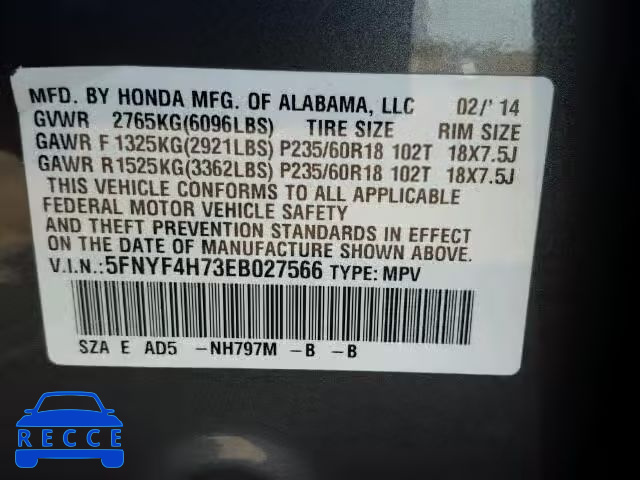 MFD. BY HONDA MFG. OF ALABAMA, LLC 02/' 14
GVWR 2765KG(6096LBS) TIRE SIZE RIM SIZE
GAWR F 1325KG(2921LBS) P235/60R18 102T 18X7.5J
GAWR R 1525KG(3362LBS) P235/60R18 102T 18X7.5J
THIS VEHICLE CONFORMS TO ALL APPLICABLE
FEDERAL MOTOR VEHICLE SAFETY
AND THEFT PREVENTION STANDARDS IN EFFECT
ON THE DATE OF MANUFACTURE SHOWN ABOVE.
V.I.N.:5FNYF4H73EB027566 TYPE: MPV
SZA E AD5 -NH797M -B -B
IDEAS.CARS